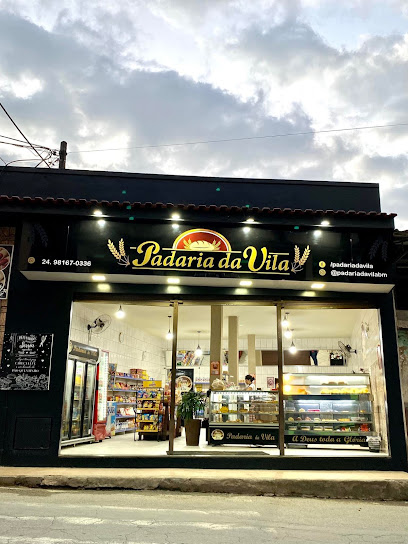 Padaria da Vila
24. 98167-0336
/padariadavila
@padariadavilabm
Padaria da Vila
A Deus toda a Glória